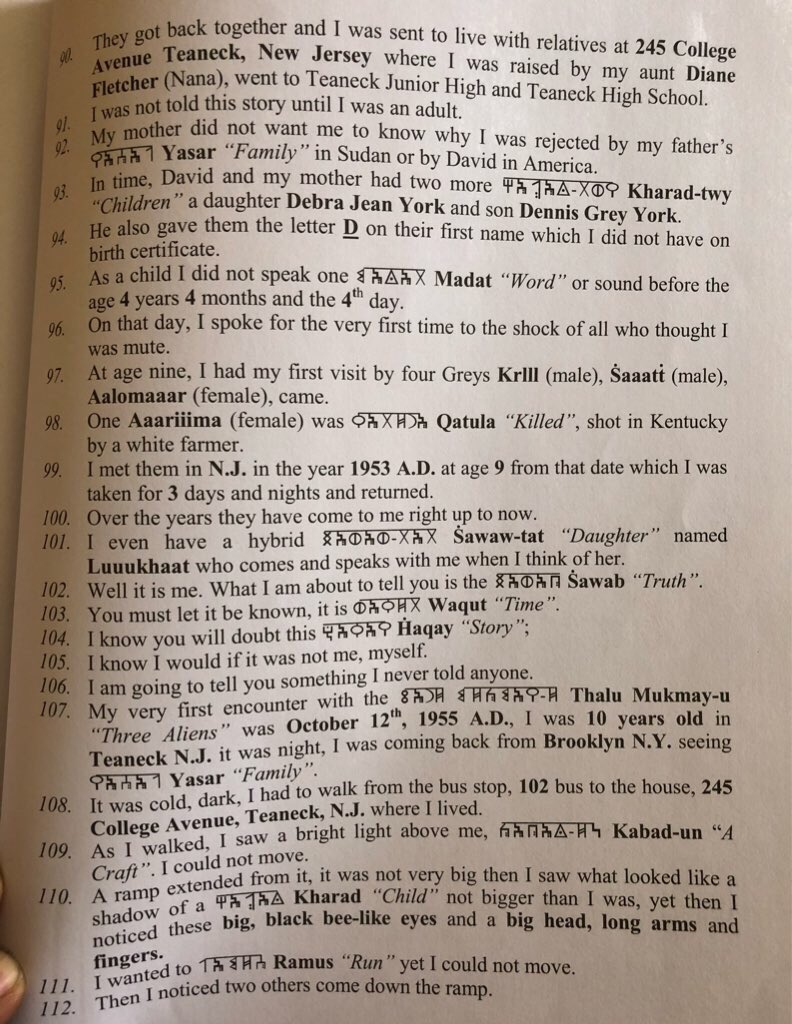 90. They got back together and I was sent to live with relatives at 245 College
Avenue Teaneck, New Jersey where I was raised by my aunt Diane
Fletcher (Nana), went to Teaneck Junior High and Teaneck High School.
91. I was not told this story until I was an adult.
92. My mother did not want me to know why I was rejected by my father's
Yasar "Family" in Sudan or by David in America.
93. In time, David and my mother had two more Kharad-twy
"Children" a daughter Debra Jean York and son Dennis Grey York.
94. He also gave them the letter D on their first name which I did not have on
birth certificate.
95. As a child I did not speak one Madat "Word" or sound before the
age 4 years 4 months and the 4th day.
96. On that day, I spoke for the very first time to the shock of all who thought I
was mute.
97. At age nine, I had my first visit by four Greys Krlll (male), Ṡaaatṫ (male),
Aalomaaar (female), came.
98. One Aaariiima (female) was Qatula "Killed", shot in Kentucky
by a white farmer.
99. I met them in N.J. in the year 1953 A.D. at age 9 from that date which I was
taken for 3 days and nights and returned.
100. Over the years they have come to me right up to now.
101. I even have a hybrid Ṡawaw-tat "Daughter" named
Luuukhaat who comes and speaks with me when I think of her.
102. Well it is me. What I am about to tell you is the Ṡawab "Truth".
103. You must let it be known, it is Waqut "Time".
104. I know you will doubt this Ḣaqay "Story";
105. I know I would if it was not me, myself.
106. I am going to tell you something I never told anyone.
107. My very first encounter with the Thalu Mukmay-u
"Three Aliens" was October 12th, 1955 A.D., I was 10 years old in
Teaneck N.J. it was night, I was coming back from Brooklyn N.Y. seeing
Yasar "Family".
108. It was cold, dark, I had to walk from the bus stop, 102 bus to the house, 245
College Avenue, Teaneck, N.J. where I lived.
109. As I walked, I saw a bright light above me, Kabad-un "A
Craft". I could not move.
110. A ramp extended from it, it was not very big then I saw what looked like a
shadow of a Kharad "Child" not bigger than I was, yet then I
noticed these big, black bee-like eyes and a big head, long arms and
fingers.
111. I wanted to Ramus "Run" yet I could not move.
112. Then I noticed two others come down the ramp.